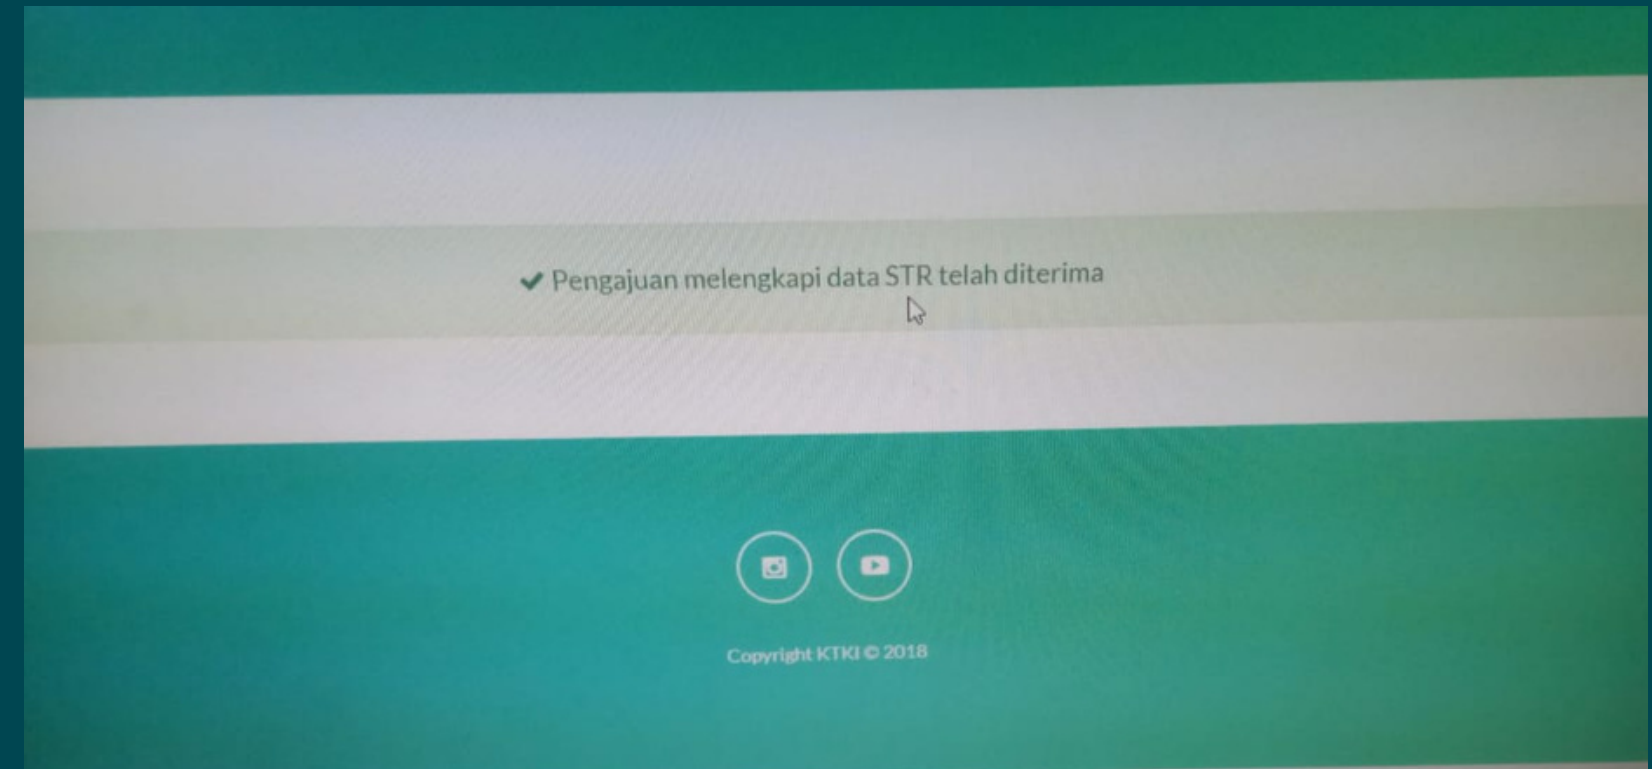 Pengajuan melengkapi data STR telah diterima
Copyright KTKI © 2018